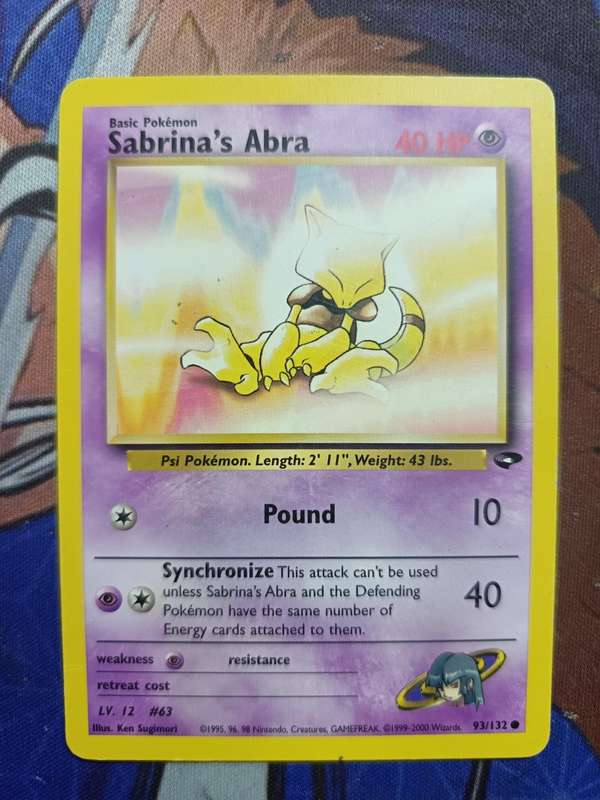 Basic Pokémon
Sabrina's Abra 40 HP
Psi Pokémon. Length: 2' 11", Weight: 43 lbs.
Pound 10
Synchronize This attack can't be used
unless Sabrina's Abra and the Defending
Pokémon have the same number of
Energy cards attached to them.
40
weakness resistance
retreat cost
LV. 12 #63
Illus. Ken Sugimori ©1995, 96, 98 Nintendo, Creatures, GAMEFREAK. ©1999-2000 Wizards. 93/132